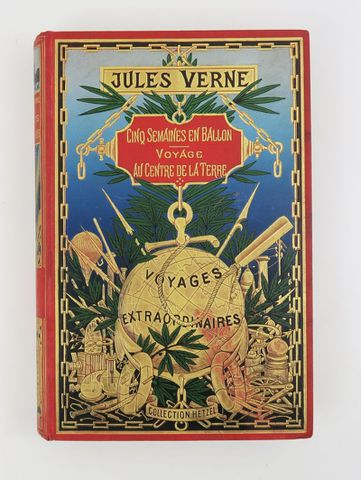 JULES VERNE
CINQ SEMAINES EN BALLON
VOYAGE
AU CENTRE DE LA TERRE
VOYAGES
EXTRAORDINAIRES
COLLECTION HETZEL